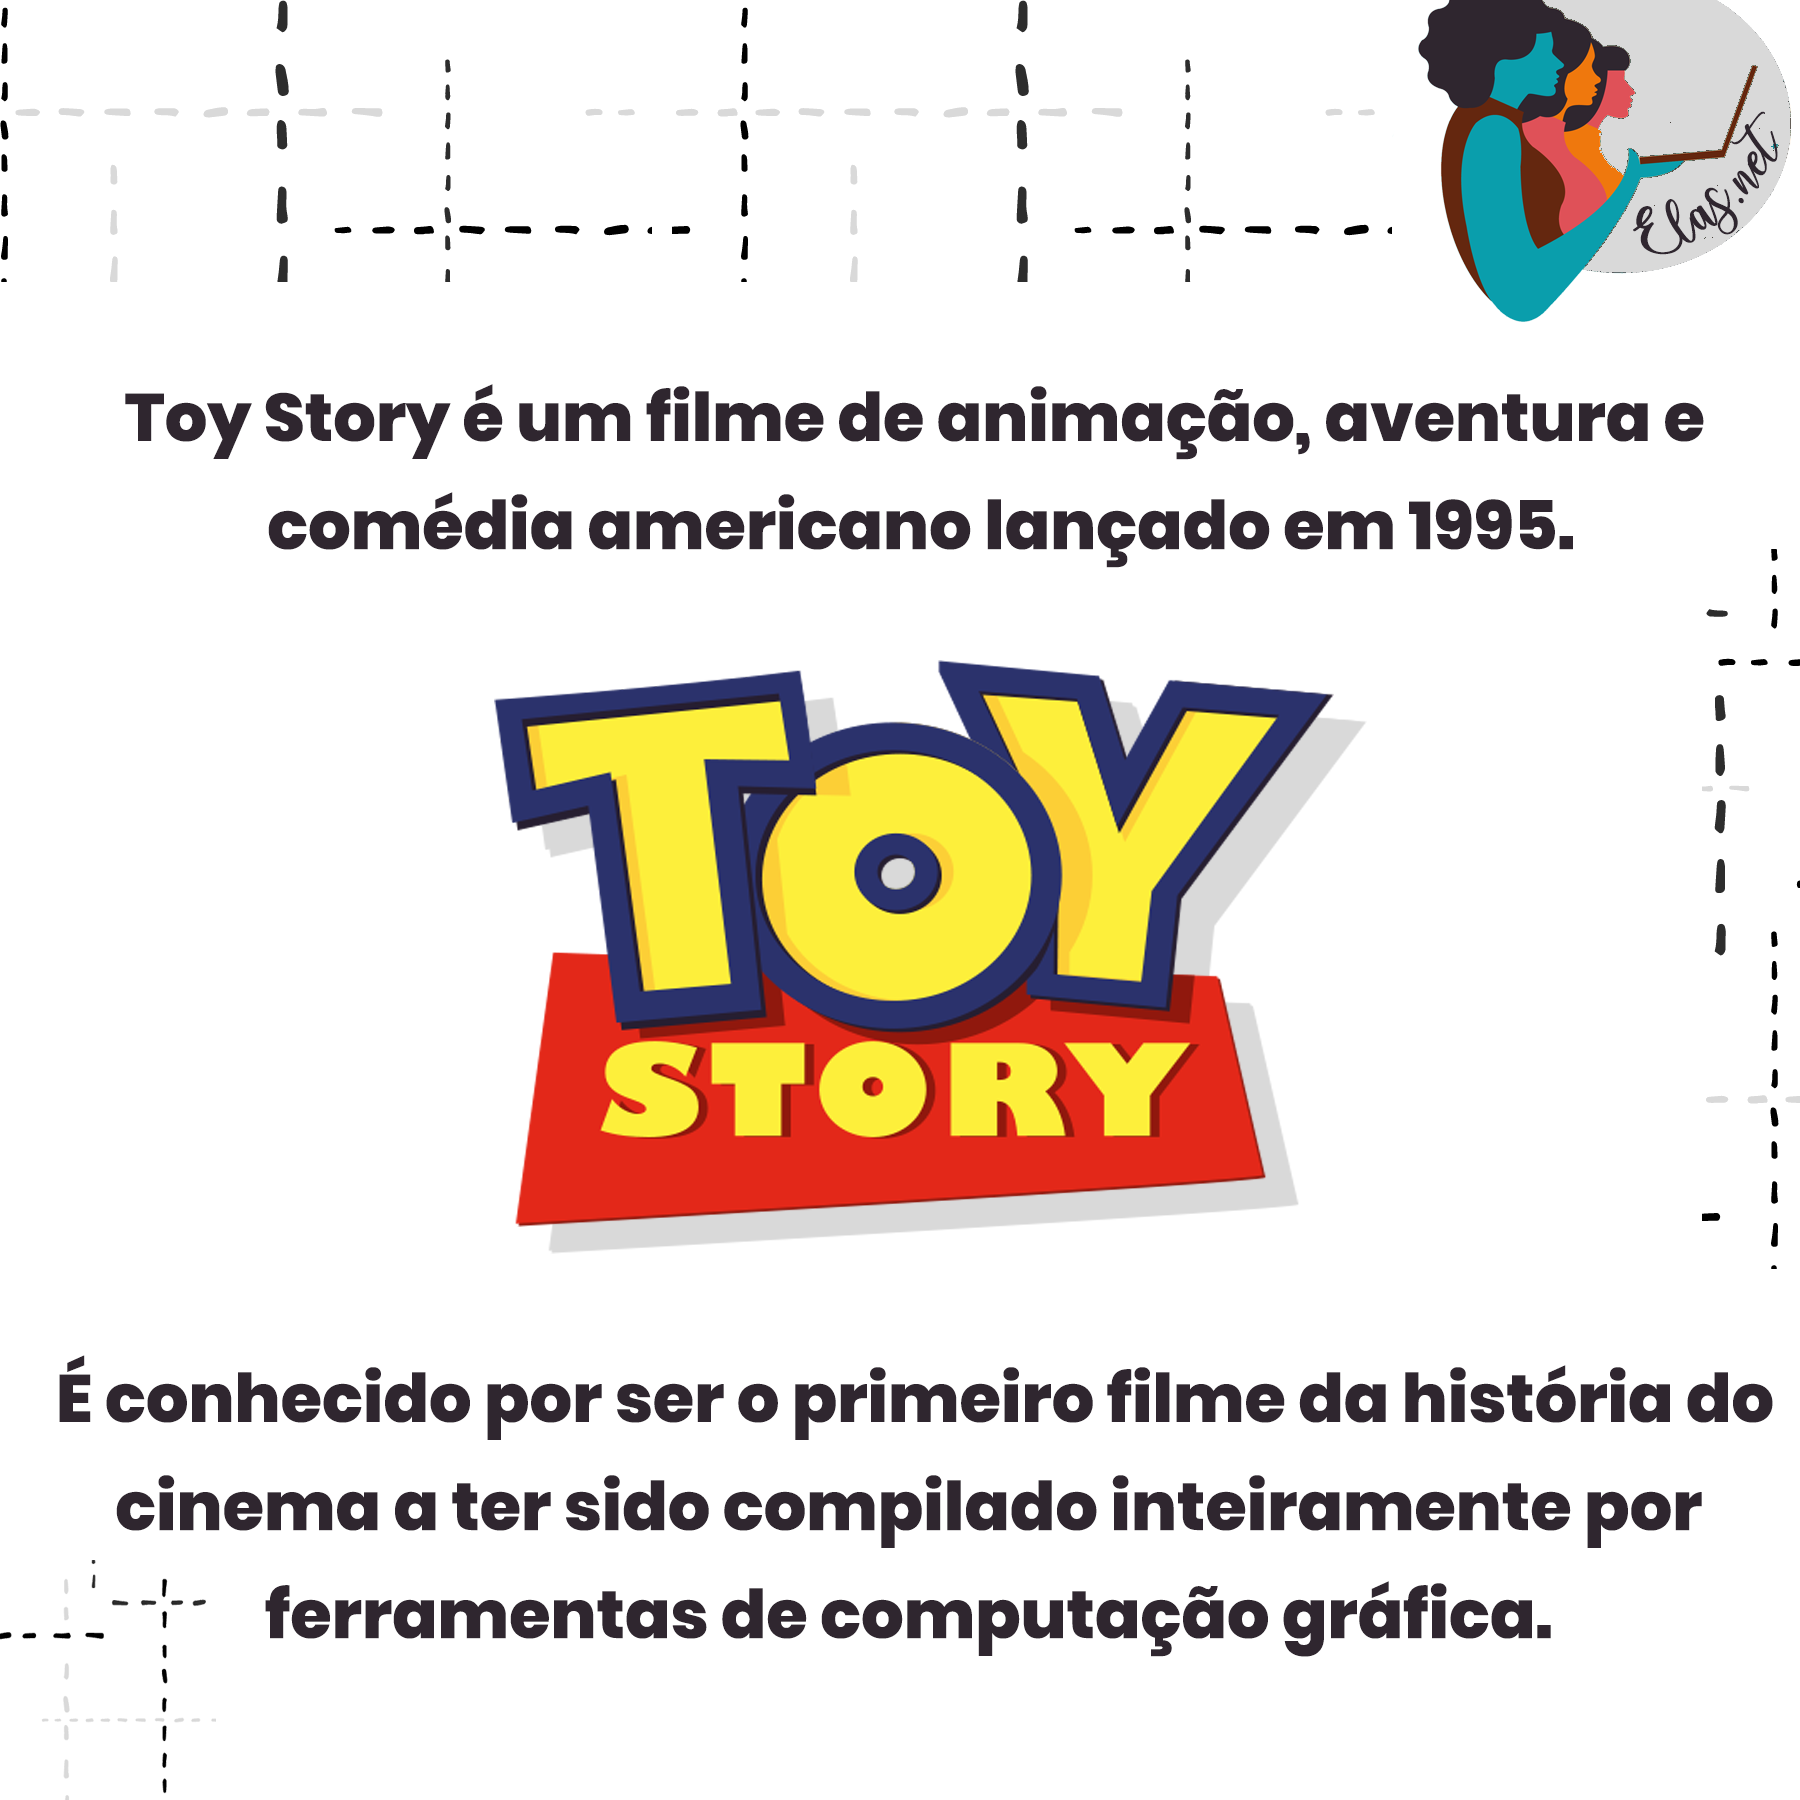 Elas.net
Toy Story é um filme de animação, aventura e
comédia americano lançado em 1995.
TOY
STORY
É conhecido por ser o primeiro filme da história do
cinema a ter sido compilado inteiramente por
ferramentas de computação gráfica.